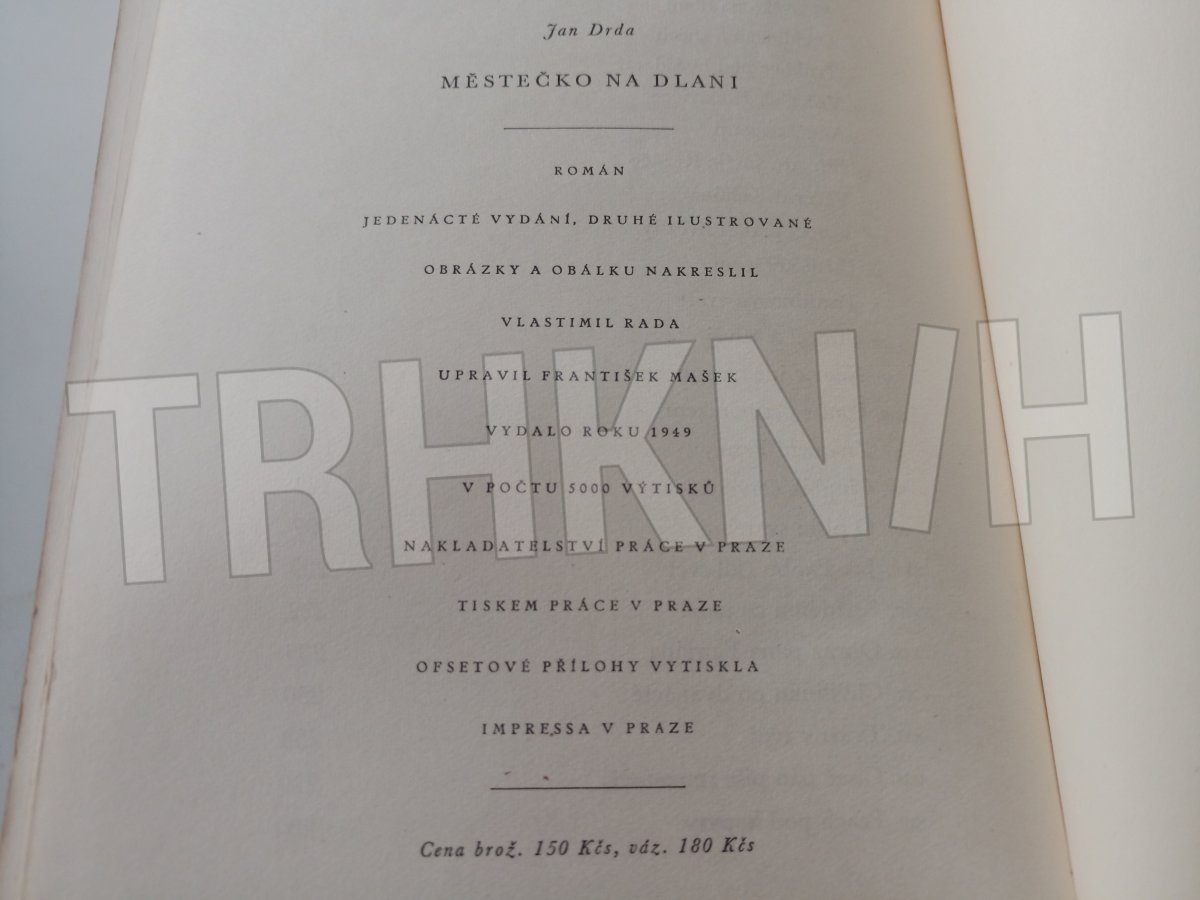 Jan Drda
MĚSTEČKO NA DLANI
ROMÁN
JEDENÁCTÉ VYDÁNÍ, DRUHÉ ILUSTROVANÉ
OBRÁZKY A OBÁLKU NAKRESLIL
VLASTIMIL RADA
UPRAVIL FRANTIŠEK MAŠEK
VYDALO ROKU 1949
V POČTU 5000 VÝTISKŮ
NAKLADATELSTVÍ PRÁCE V PRAZE
TISKEM PRÁCE V PRAZE
OFSETOVÉ PŘÍLOHY VYTISKLA
IMPRESSA V PRAZE
Cena brož. 150 Kčs, váz. 180 Kčs
TRHKNIH